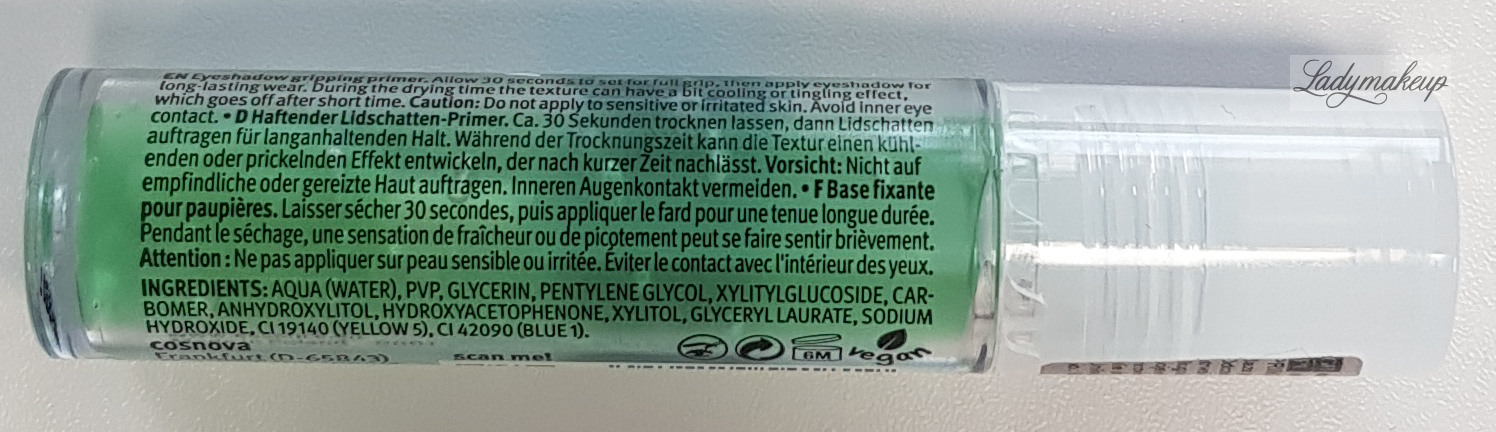 Ladymakeup
EN Eyeshadow gripping primer. Allow 30 seconds to set for full grip, then apply eyeshadow for
long-lasting wear. During the drying time the texture can have a bit cooling or tingling effect,
which goes off after short time. Caution: Do not apply to sensitive or irritated skin. Avoid inner eye
contact. • D Haftender Lidschatten-Primer. Ca. 30 Sekunden trocknen lassen, dann Lidschatten
auftragen für langanhaltenden Halt. Während der Trocknungszeit kann die Textur einen kühl-
enden oder prickelnden Effekt entwickeln, der nach kurzer Zeit nachlässt. Vorsicht: Nicht auf
empfindliche oder gereizte Haut auftragen. Inneren Augenkontakt vermeiden. • F Base fixante
pour paupières. Laisser sécher 30 secondes, puis appliquer le fard pour une tenue longue durée.
Pendant le séchage, une sensation de fraîcheur ou de picotement peut se faire sentir brièvement.
Attention : Ne pas appliquer sur peau sensible ou irritée. Éviter le contact avec l'intérieur des yeux.
INGREDIENTS: AQUA (WATER), PVP, GLYCERIN, PENTYLENE GLYCOL, XYLITYLGLUCOSIDE, CAR-
BOMER, ANHYDROXYLITOL, HYDROXYACETOPHENONE, XYLITOL, GLYCERYL LAURATE, SODIUM
HYDROXIDE, CI 19140 (YELLOW 5), CI 42090 (BLUE 1).
cosnova
Frankfurt (D-65843)
scan me!
6M
vegan